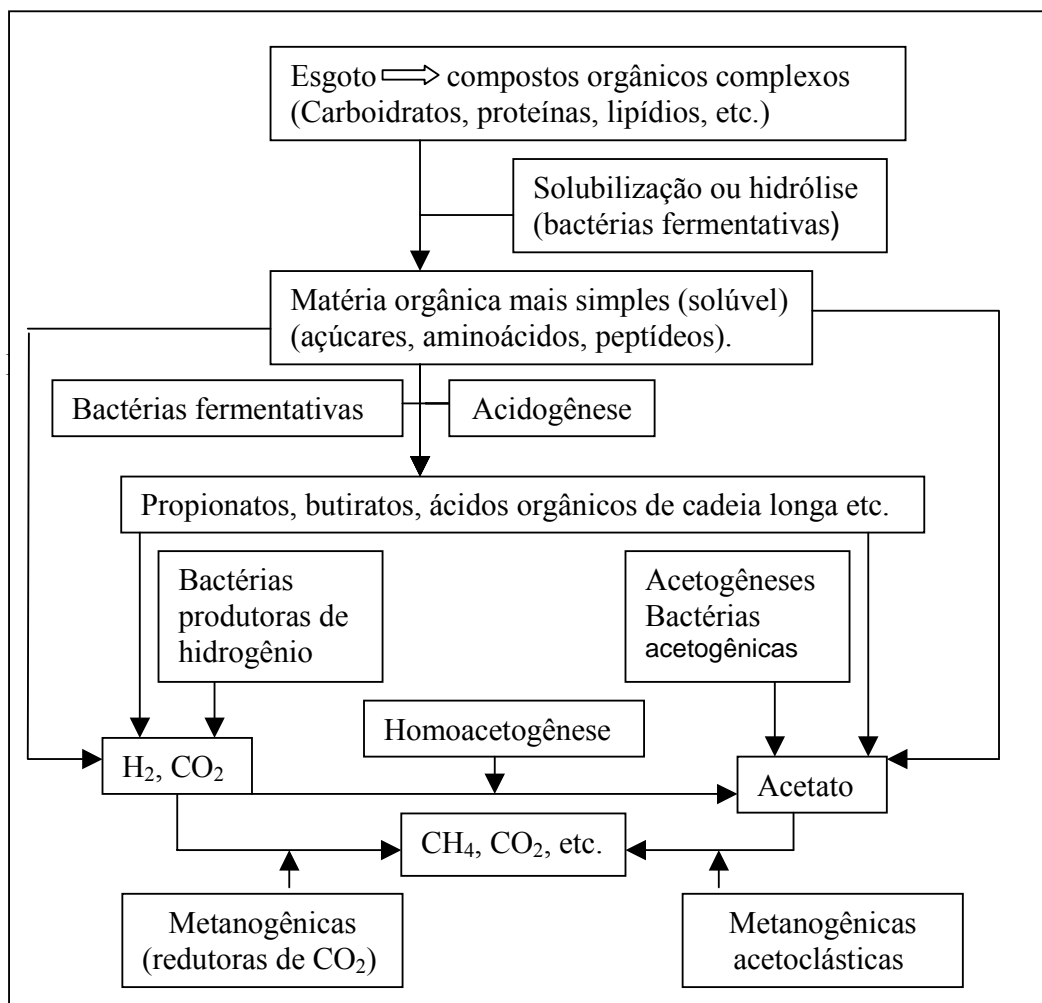 Esgoto ⇒ compostos orgânicos complexos
(Carboidratos, proteínas, lipídios, etc.)
Solubilização ou hidrólise
(bactérias fermentativas)
Matéria orgânica mais simples (solúvel)
(açúcares, aminoácidos, peptídeos).
Bactérias fermentativas
Acidogênese
Propionatos, butiratos, ácidos orgânicos de cadeia longa etc.
Bactérias
produtoras de
hidrogênio
Acetogêneses
Bactérias
acetogênicas
Homoacetogênese
H₂, CO₂
Acetato
CH₄, CO₂, etc.
Metanogênicas
(redutoras de CO₂)
Metanogênicas
acetoclásticas